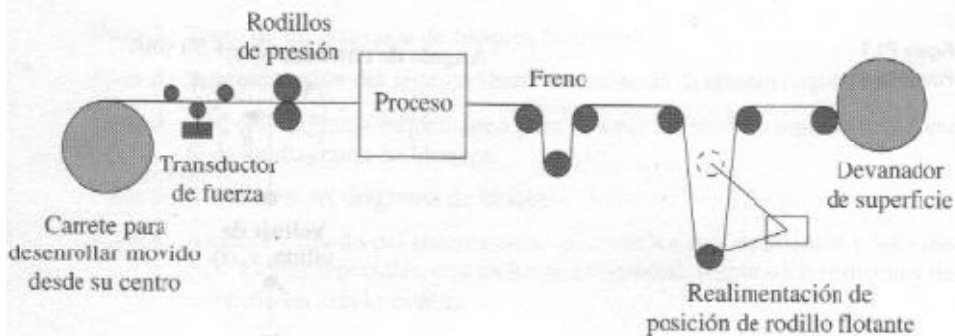 Rodillos
de presión
Proceso
Freno
Transductor
de fuerza
Carrete para
desenrollar movido
desde su centro
Devanador
de superficie
Realimentación de
posición de rodillo flotante